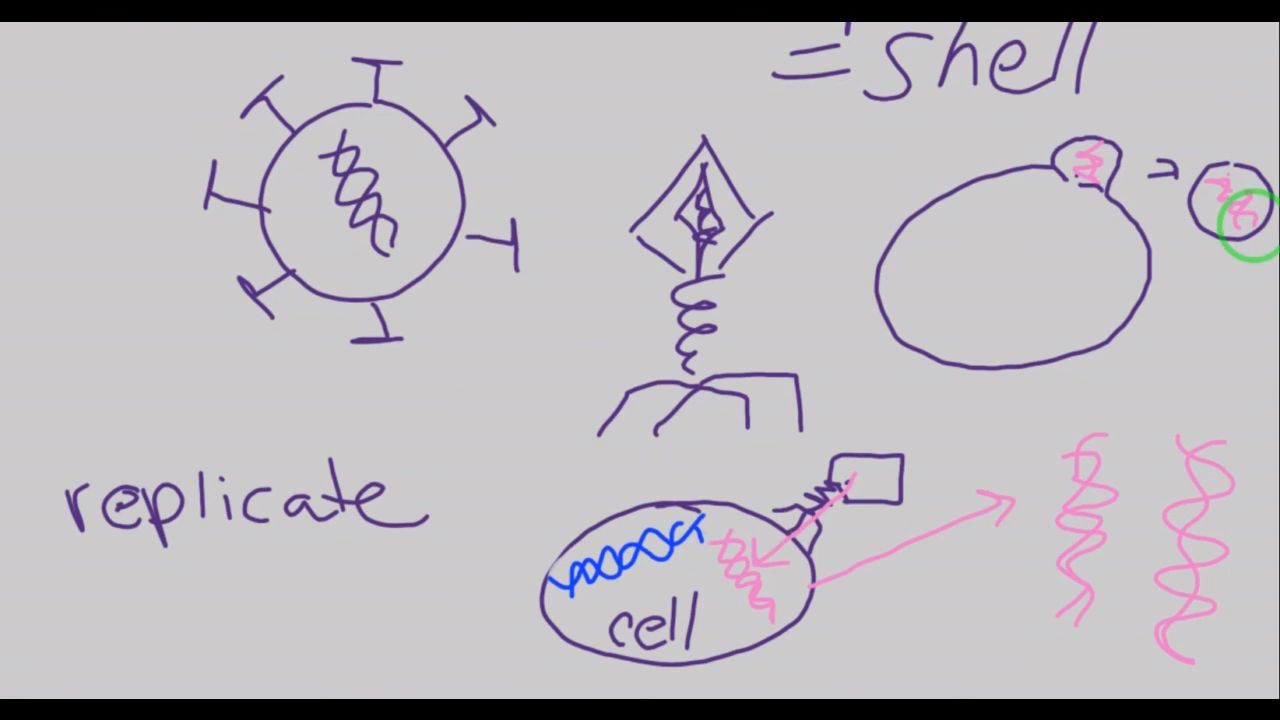 = shell
replicate
cell